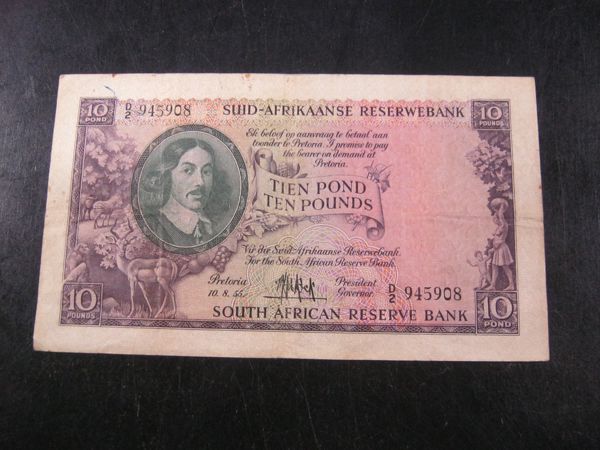 10 POND
D/2 945908
SUID-AFRIKAANSE RESERWEBANK
10 POUNDS
Ek beloof op aanvraag te betaal aan
toonder te Pretoria. I promise to pay
the bearer on demand at
Pretoria.
TIEN POND
TEN POUNDS
Vir die Suid-Afrikaanse Reserwebank.
For the South African Reserve Bank.
Pretoria
10. 8. 55.
President
Governor.
D/2 945908
10 POUNDS
SOUTH AFRICAN RESERVE BANK
10 POND